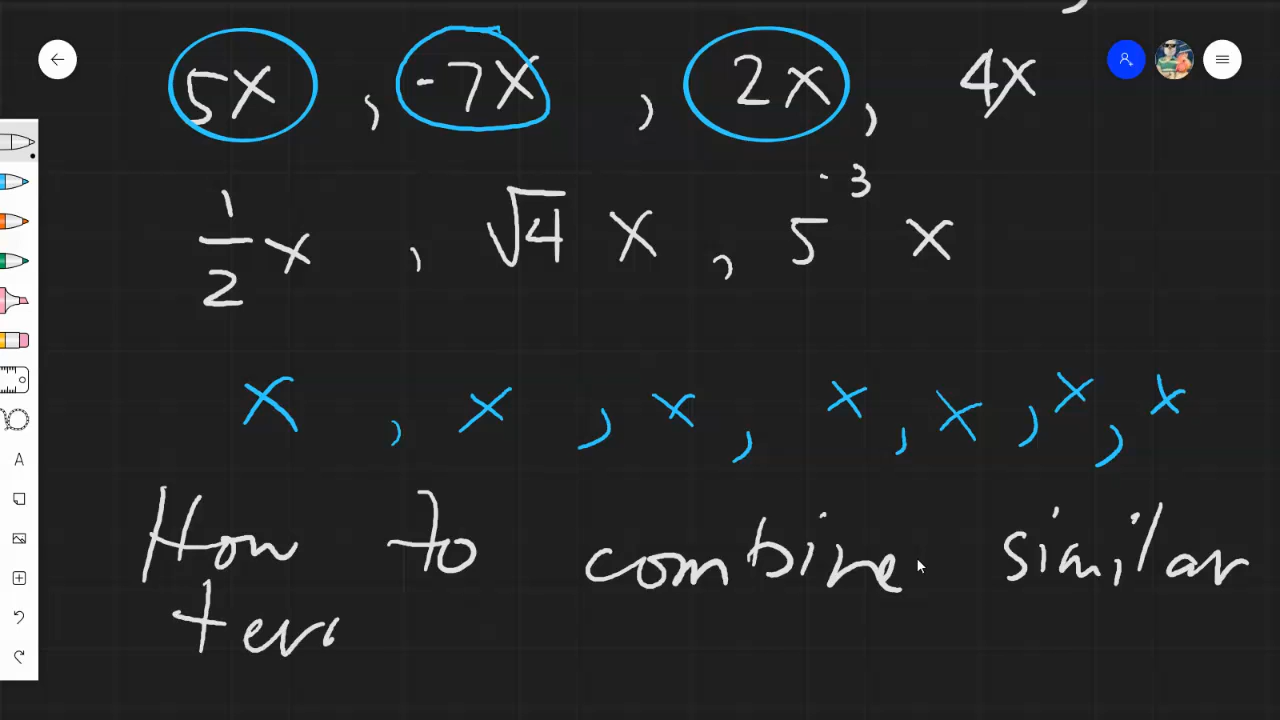 5x , -7x , 2x , 4x
1/2 x , √4 x , 5^-3 x
x , x , x , x , x , x , x
How to combine similar
A